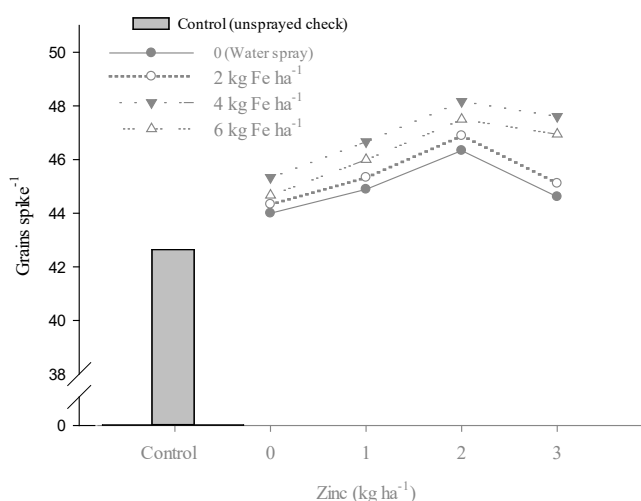 Control (unsprayed check)
50
0 (Water spray)
2 kg Fe ha⁻¹
48
4 kg Fe ha⁻¹
6 kg Fe ha⁻¹
46
44
Grains spike⁻¹
42
40
38
0
Control 0 1 2 3
Zinc (kg ha⁻¹)